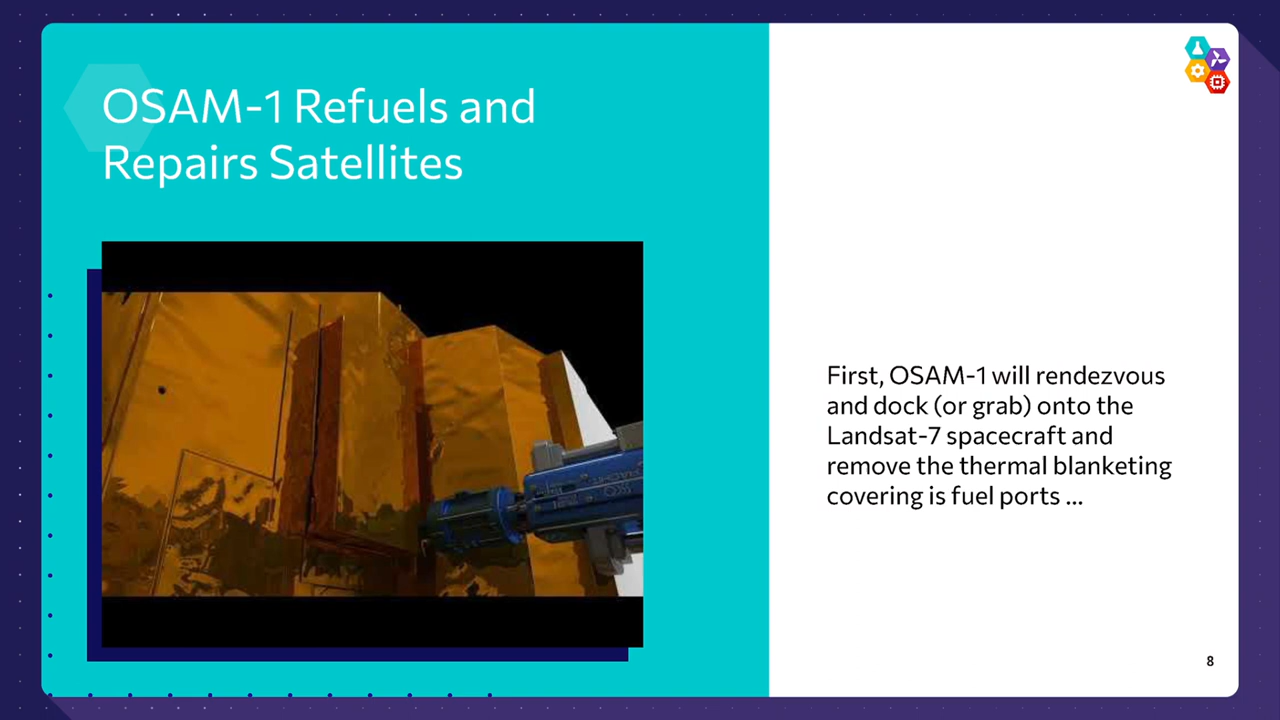 OSAM-1 Refuels and
Repairs Satellites
First, OSAM-1 will rendezvous
and dock (or grab) onto the
Landsat-7 spacecraft and
remove the thermal blanketing
covering is fuel ports ...
8